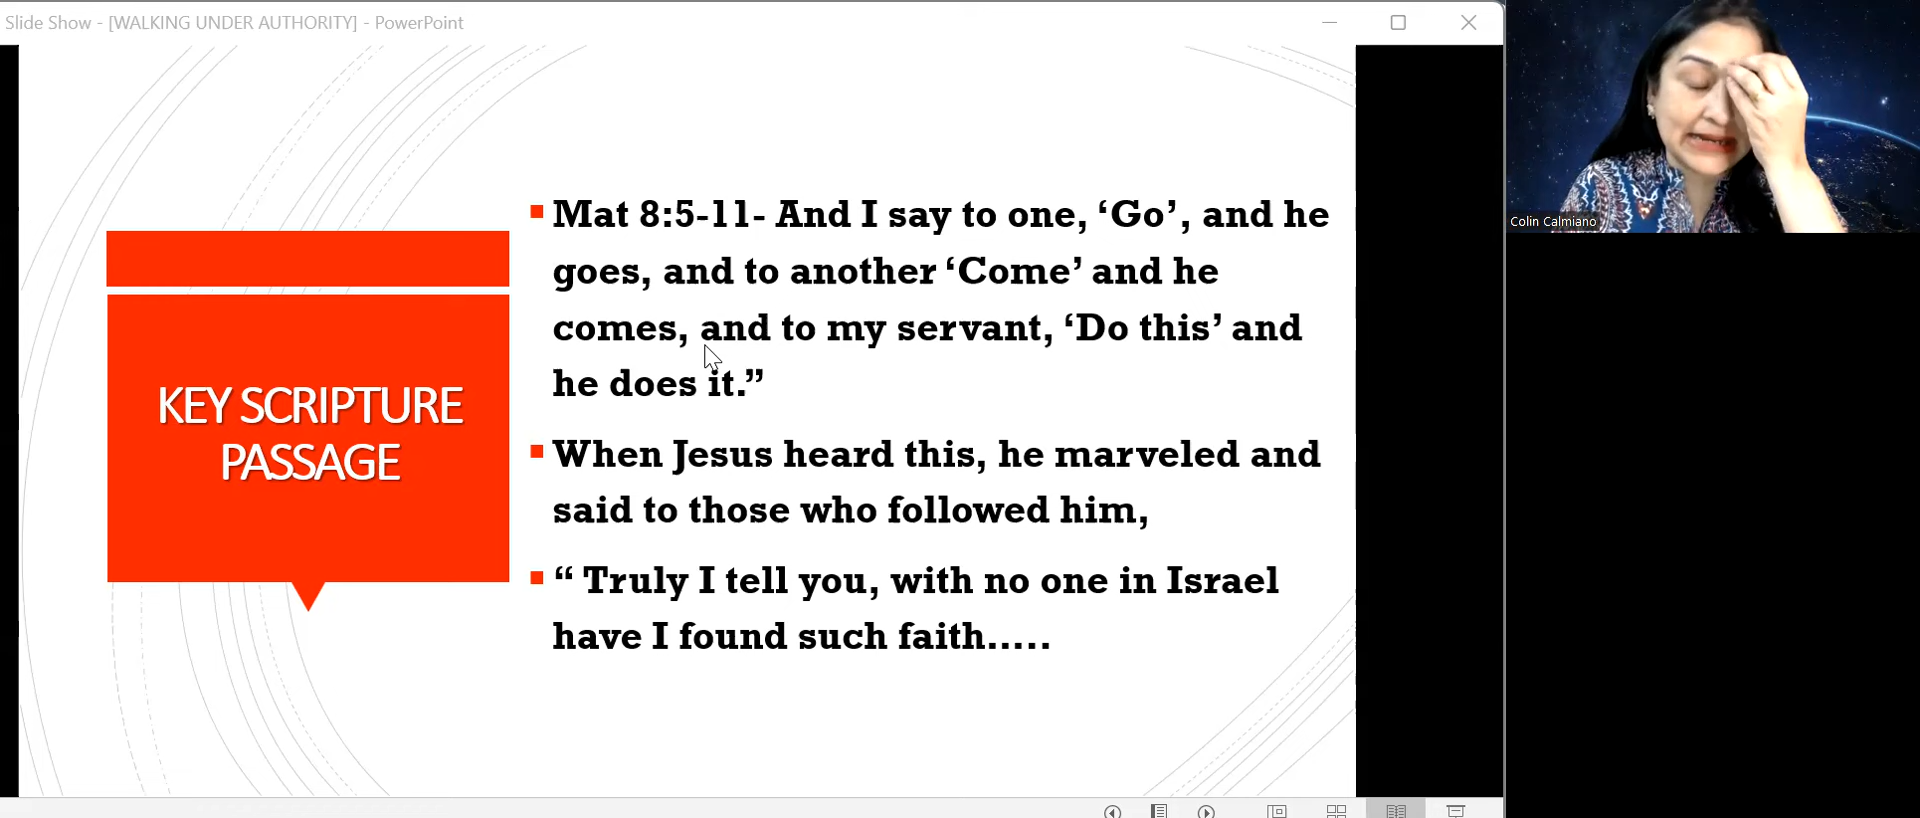 Slide Show - [WALKING UNDER AUTHORITY] - PowerPoint
KEY SCRIPTURE
PASSAGE
Mat 8:5-11- And I say to one, ‘Go’, and he
goes, and to another ‘Come’ and he
comes, and to my servant, ‘Do this’ and
he does it.”
When Jesus heard this, he marveled and
said to those who followed him,
“ Truly I tell you, with no one in Israel
have I found such faith.....
Colin Calmiano